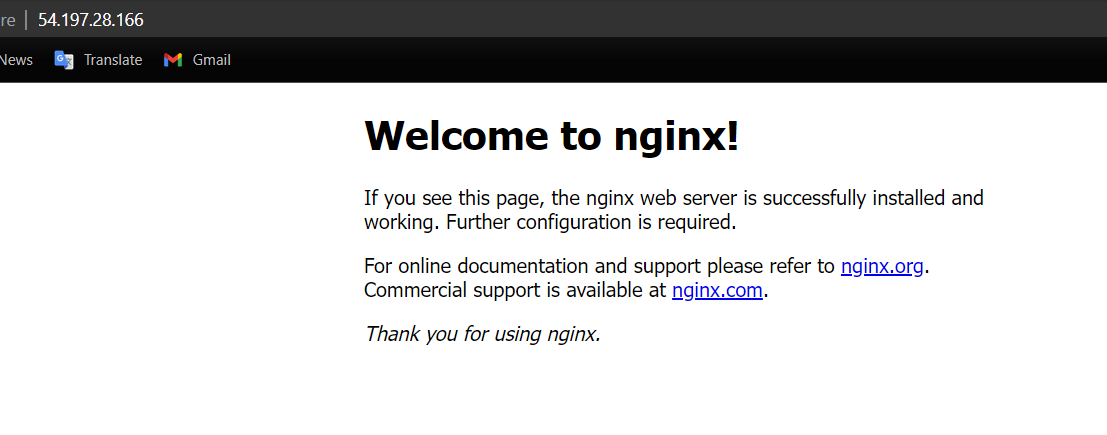 54.197.28.166
News Translate Gmail
Welcome to nginx!
If you see this page, the nginx web server is successfully installed and
working. Further configuration is required.
For online documentation and support please refer to nginx.org.
Commercial support is available at nginx.com.
Thank you for using nginx.